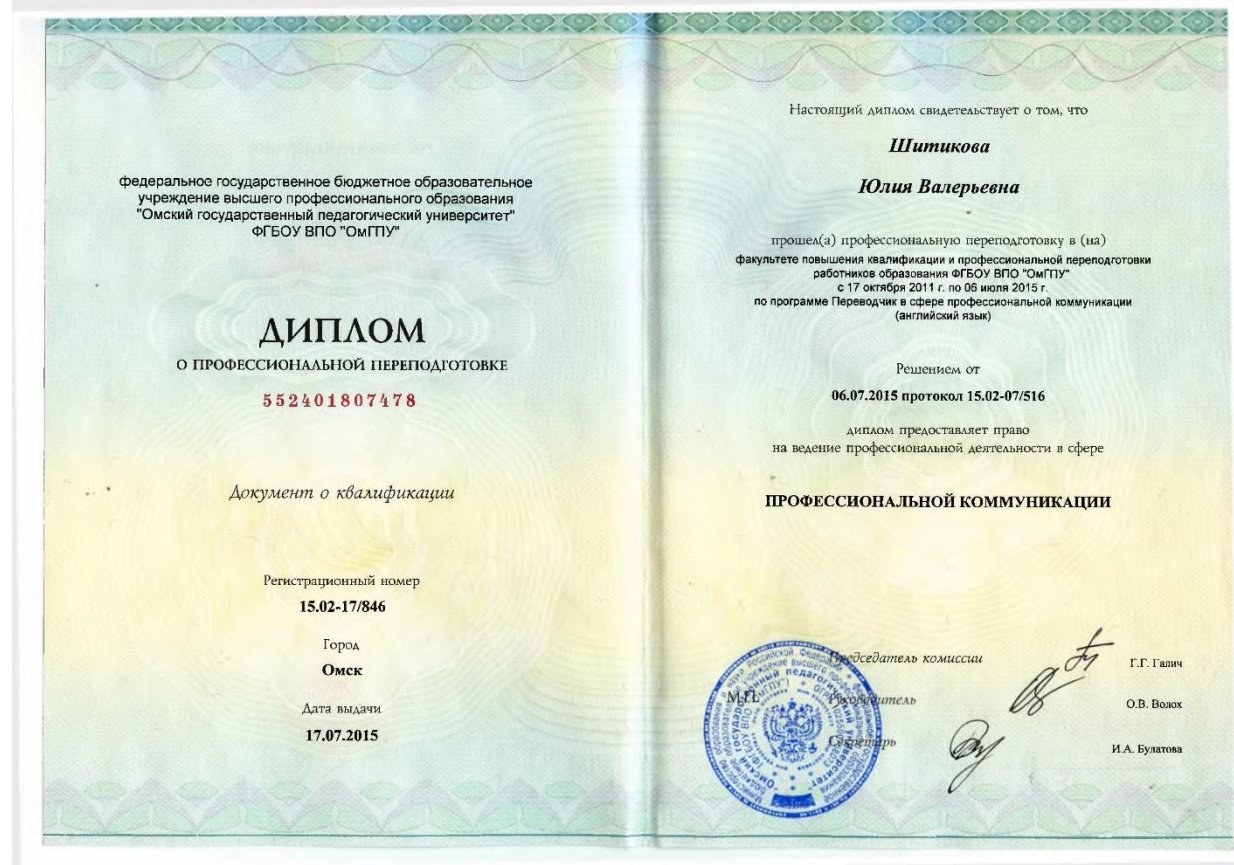 федеральное государственное бюджетное образовательное
учреждение высшего профессионального образования
"Омский государственный педагогический университет"
ФГБОУ ВПО "ОмГПУ"
ДИПЛОМ
О ПРОФЕССИОНАЛЬНОЙ ПЕРЕПОДГОТОВКЕ
552401807478
Документ о квалификации
Регистрационный номер
15.02-17/846
Город
Омск
Дата выдачи
17.07.2015
Настоящий диплом свидетельствует о том, что
Шитикова
Юлия Валерьевна
прошел(а) профессиональную переподготовку в (на)
факультете повышения квалификации и профессиональной переподготовки
работников образования ФГБОУ ВПО "ОмГПУ"
с 17 октября 2011 г. по 06 июля 2015 г.
по программе Переводчик в сфере профессиональной коммуникации
(английский язык)
Решением от
06.07.2015 протокол 15.02-07/516
диплом предоставляет право
на ведение профессиональной деятельности в сфере
ПРОФЕССИОНАЛЬНОЙ КОММУНИКАЦИИ
Председатель комиссии Г.Г. Галич
М.П. Руководитель О.В. Волох
Секретарь И.А. Булатова